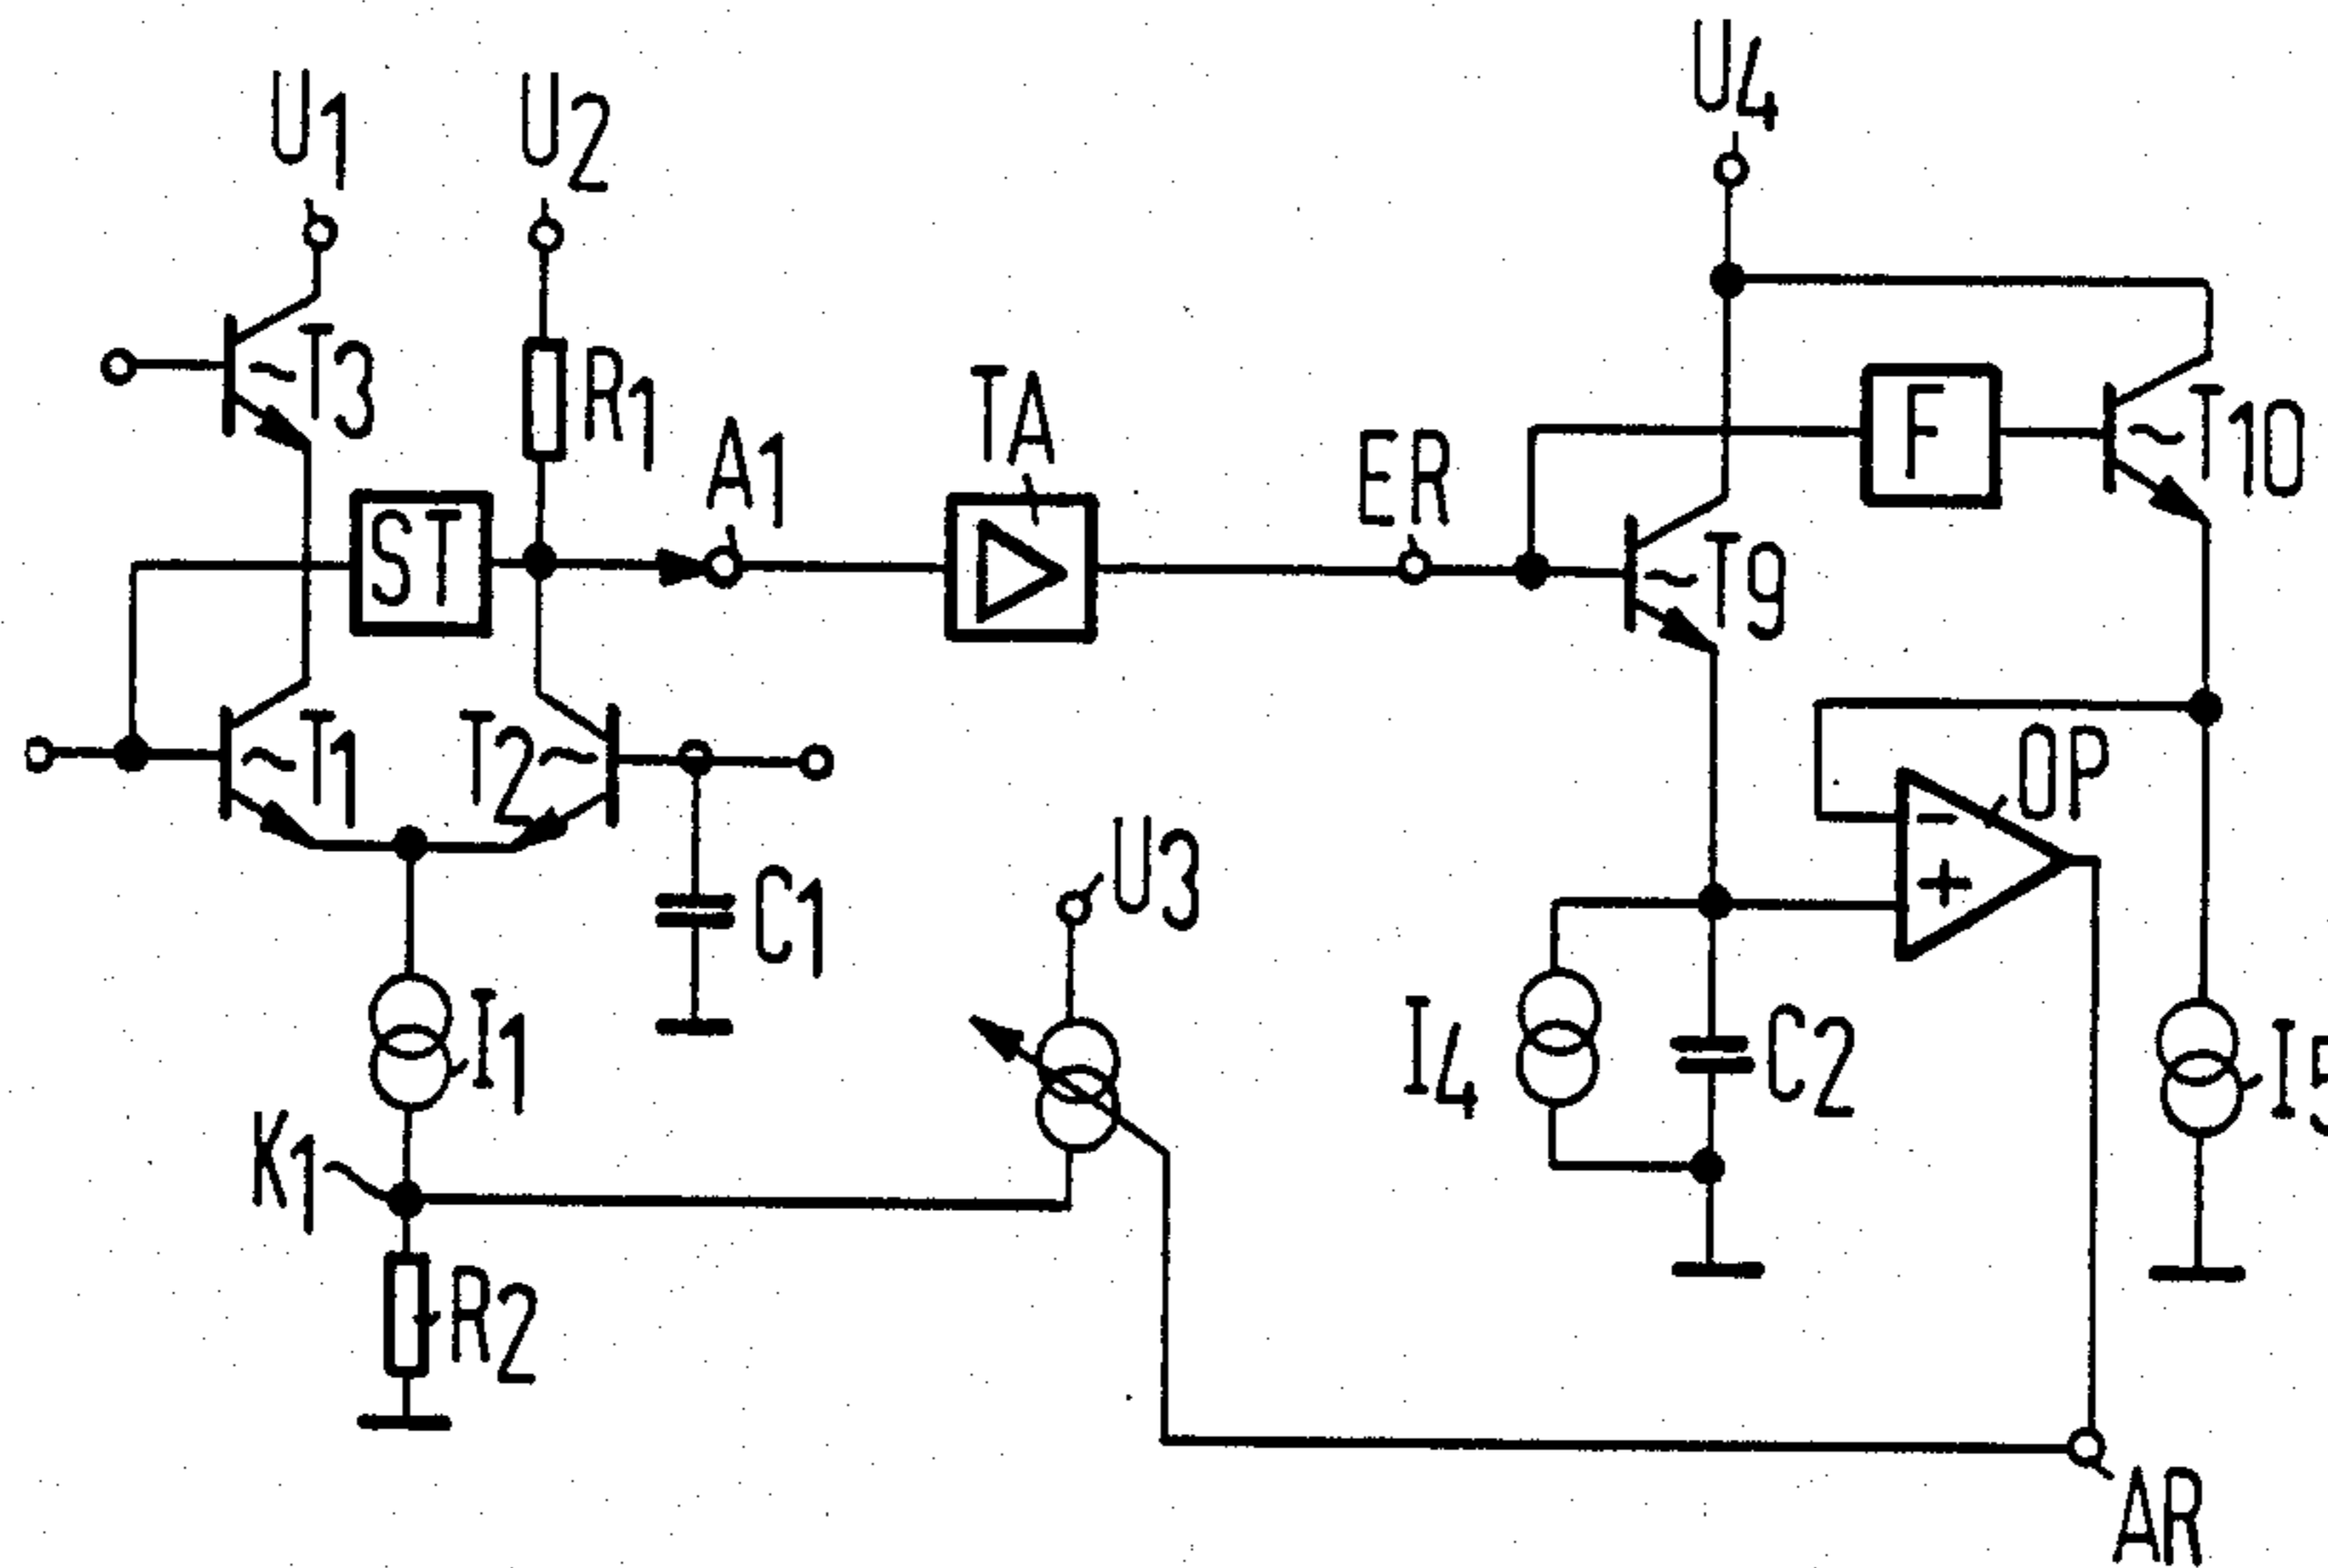 U4
U1
U2
T3
R1
TA
F
T10
A1
ER
ST
T9
T1
T2
OP
-
+
C1
U3
I1
I4
C2
I5
K1
R2
AR